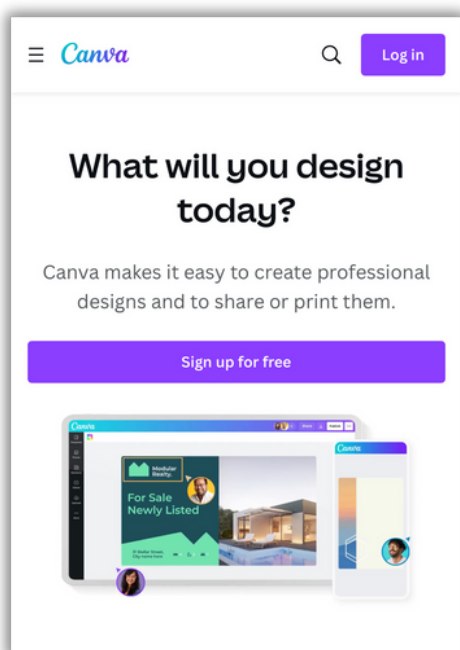 Canva
Log in
What will you design
today?
Canva makes it easy to create professional
designs and to share or print them.
Sign up for free
Canva
Share
Canva
Modular
Realty.
For Sale
Newly Listed